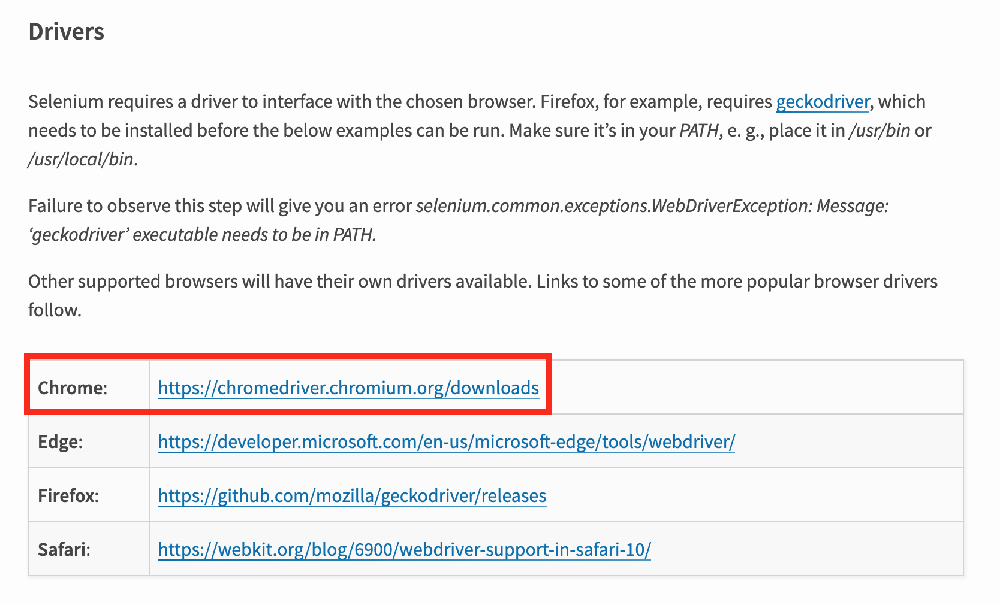 Drivers
Selenium requires a driver to interface with the chosen browser. Firefox, for example, requires geckodriver, which
needs to be installed before the below examples can be run. Make sure it’s in your PATH, e. g., place it in /usr/bin or
/usr/local/bin.
Failure to observe this step will give you an error selenium.common.exceptions.WebDriverException: Message:
‘geckodriver’ executable needs to be in PATH.
Other supported browsers will have their own drivers available. Links to some of the more popular browser drivers
follow.
Chrome: https://chromedriver.chromium.org/downloads
Edge: https://developer.microsoft.com/en-us/microsoft-edge/tools/webdriver/
Firefox: https://github.com/mozilla/geckodriver/releases
Safari: https://webkit.org/blog/6900/webdriver-support-in-safari-10/